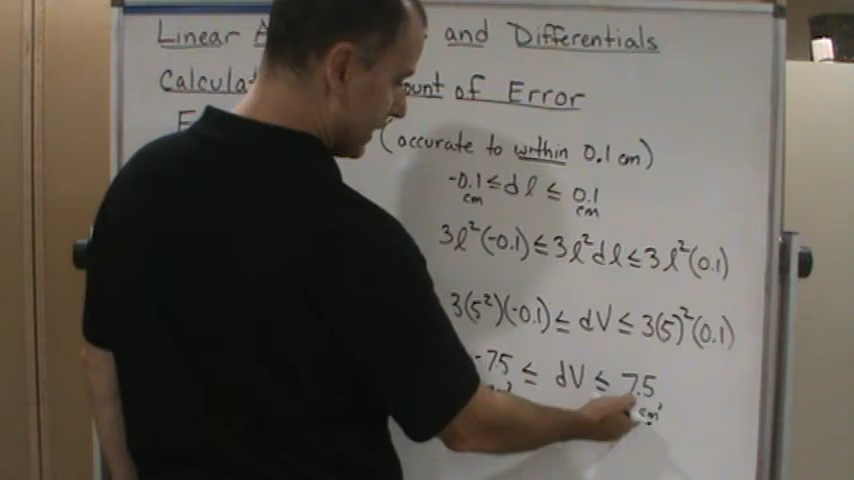 Linear and Differentials
of Error
(accurate to within 0.1 cm)
-0.1 ≤ dl ≤ 0.1
cm cm
3l²(-0.1) ≤ 3l²dl ≤ 3l²(0.1)
3(5²)(-0.1) ≤ dV ≤ 3(5)²(0.1)
-7.5 ≤ dV ≤ 7.5